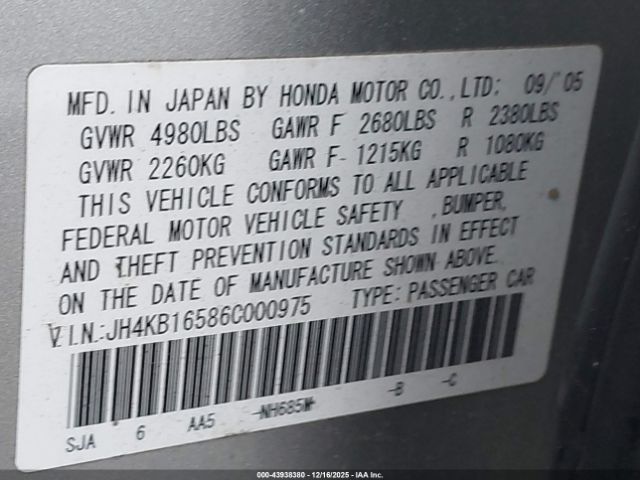 MFD. IN JAPAN BY HONDA MOTOR CO., LTD; 09/'05
GVWR 4980LBS GAWR F 2680LBS R 2380LBS
GVWR 2260KG GAWR F 1215KG R 1080KG
THIS VEHICLE CONFORMS TO ALL APPLICABLE
FEDERAL MOTOR VEHICLE SAFETY , BUMPER,
AND THEFT PREVENTION STANDARDS IN EFFECT
ON THE DATE OF MANUFACTURE SHOWN ABOVE.
V.I.N.:JH4KB16586C000975 TYPE: PASSENGER CAR
SJA * 6 AA5 -NH685M- -B -C
000-43938380 - 12/16/2025 - IAA Inc.